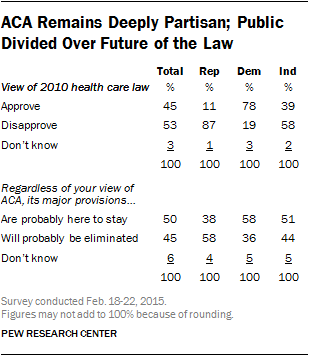 ACA Remains Deeply Partisan; Public
Divided Over Future of the Law
Total Rep Dem Ind
View of 2010 health care law % % % %
Approve 45 11 78 39
Disapprove 53 87 19 58
Don't know 3 1 3 2
100 100 100 100
Regardless of your view of
ACA, its major provisions...
Are probably here to stay 50 38 58 51
Will probably be eliminated 45 58 36 44
Don't know 6 4 5 5
100 100 100 100
Survey conducted Feb. 18-22, 2015.
Figures may not add to 100% because of rounding.
PEW RESEARCH CENTER